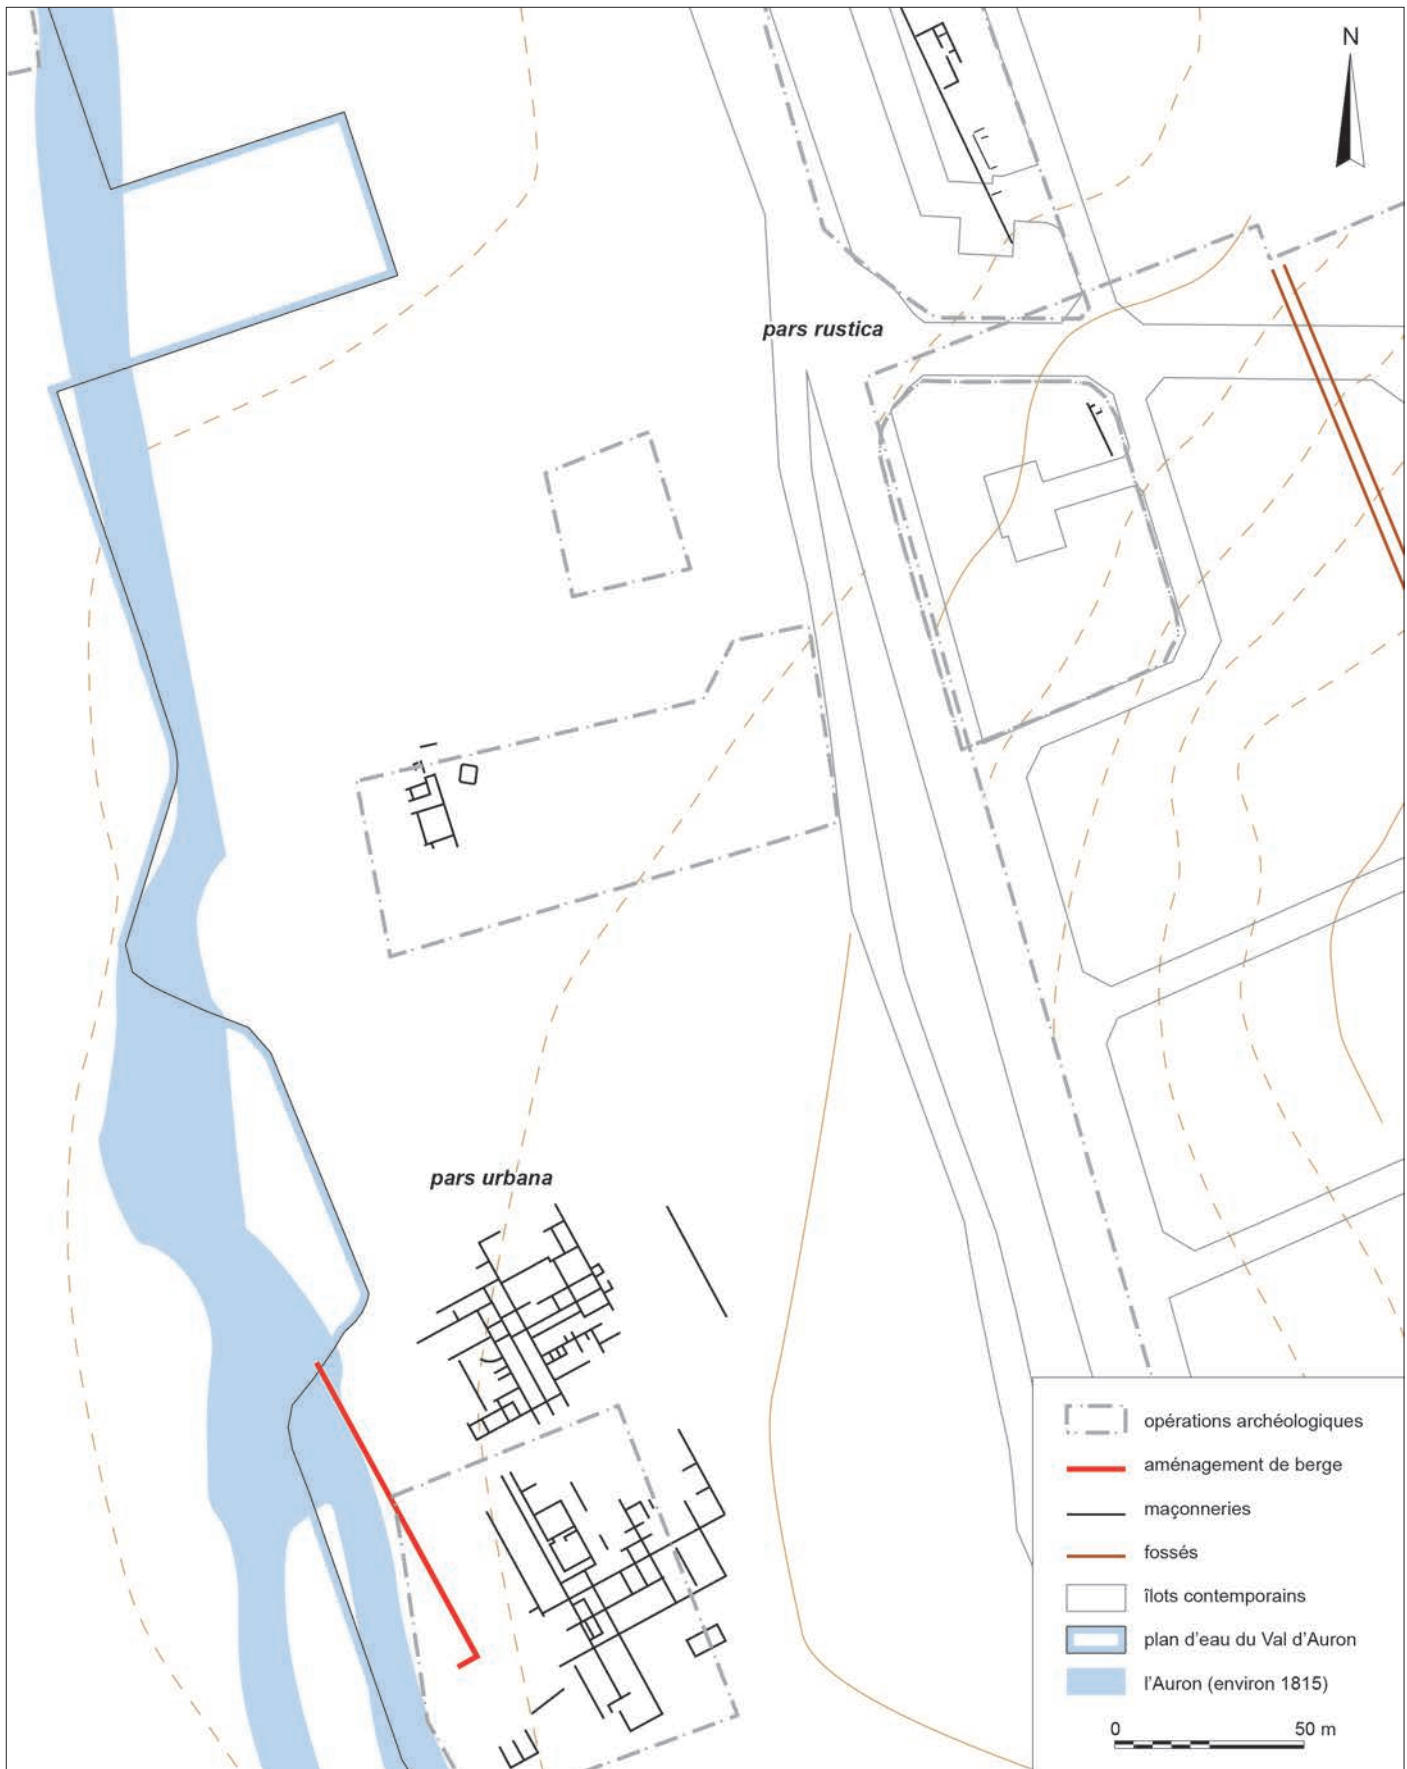 N
pars rustica
pars urbana
opérations archéologiques
aménagement de berge
maçonneries
fossés
îlots contemporains
plan d'eau du Val d'Auron
l'Auron (environ 1815)
0 50 m